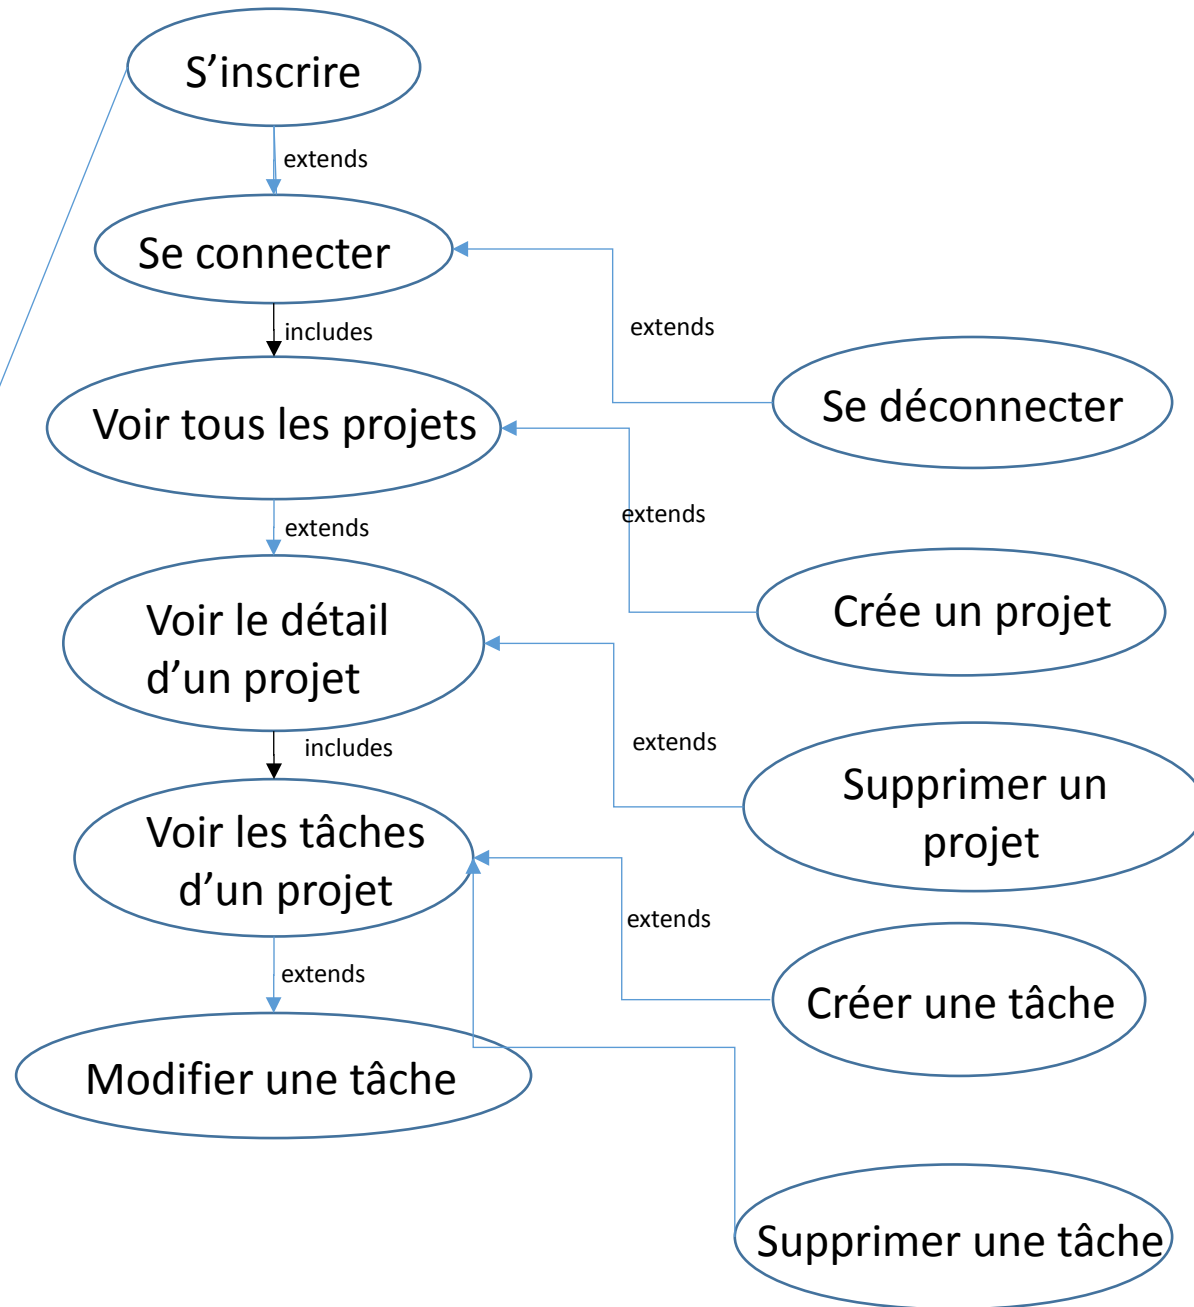 S’inscrire
extends
Se connecter
includes
extends
Se déconnecter
Voir tous les projets
extends
extends
Crée un projet
Voir le détail
d’un projet
extends
includes
Supprimer un
projet
Voir les tâches
d’un projet
extends
extends
Créer une tâche
Modifier une tâche
Supprimer une tâche